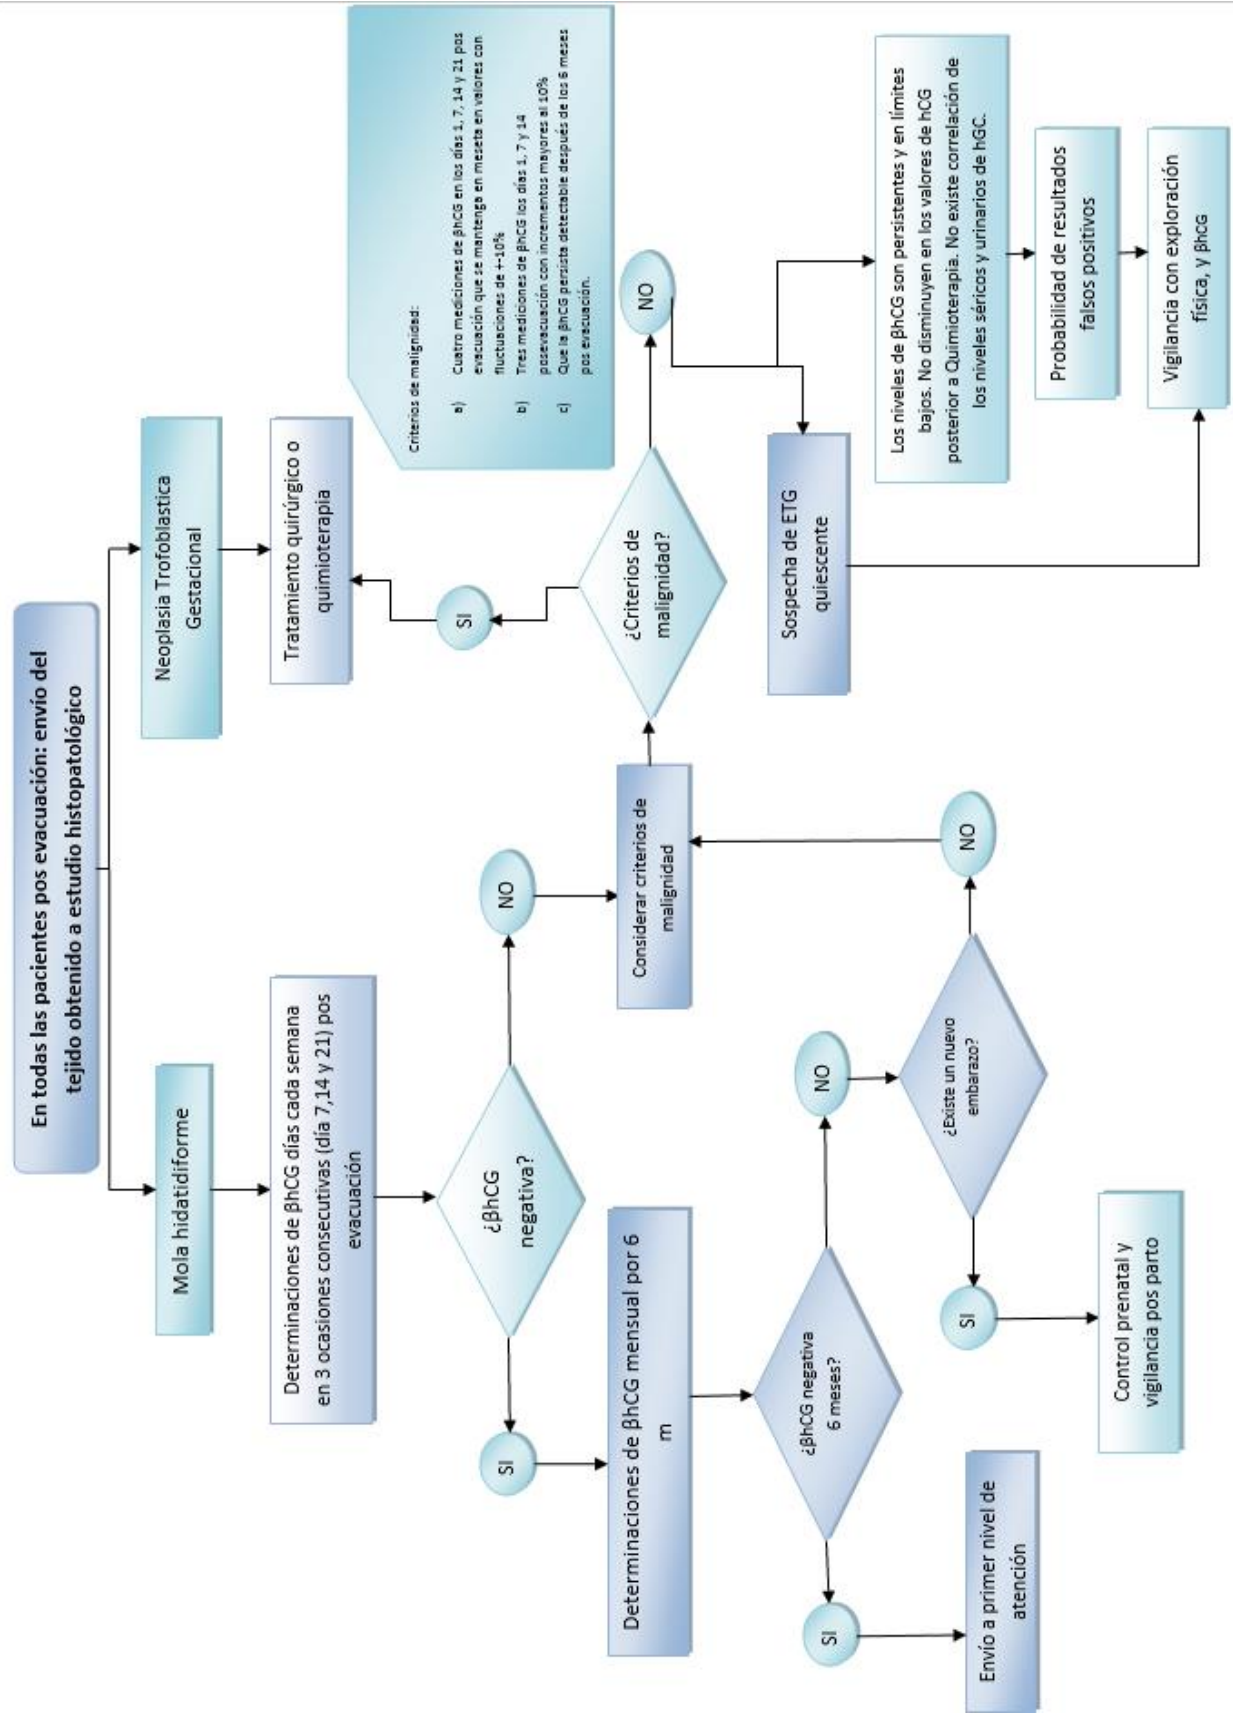 En todas las pacientes pos evacuación: envío del
tejido obtenido a estudio histopatológico
Mola hidatidiforme
Neoplasia Trofoblastica
Gestacional
Determinaciones de βhCG días cada semana
en 3 ocasiones consecutivas (día 7,14 y 21) pos
evacuación
Tratamiento quirúrgico o
quimioterapia
¿βhCG
negativa?
SI
NO
SI
Criterios de malignidad:
a) Cuatro mediciones de βhCG en los días 1, 7, 14 y 21 pos
evacuación que se mantenga en meseta en valores con
fluctuaciones de +-10%
b) Tres mediciones de βhCG los días 1, 7 y 14
posevacuación con incrementos mayores al 10%
c) Que la βhCG persista detectable después de los 6 meses
pos evacuación.
Determinaciones de βhCG mensual por 6
m
Considerar criterios de
malignidad
¿Criterios de
malignidad?
NO
¿βhCG negativa
6 meses?
SI
NO
Sospecha de ETG
quiescente
Los niveles de βhCG son persistentes y en límites
bajos. No disminuyen en los valores de hCG
posterior a Quimioterapia. No existe correlación de
los niveles séricos y urinarios de hGC.
Envío a primer nivel de
atención
¿Existe un nuevo
embarazo?
SI
NO
Probabilidad de resultados
falsos positivos
Control prenatal y
vigilancia pos parto
Vigilancia con exploración
física, y βhCG